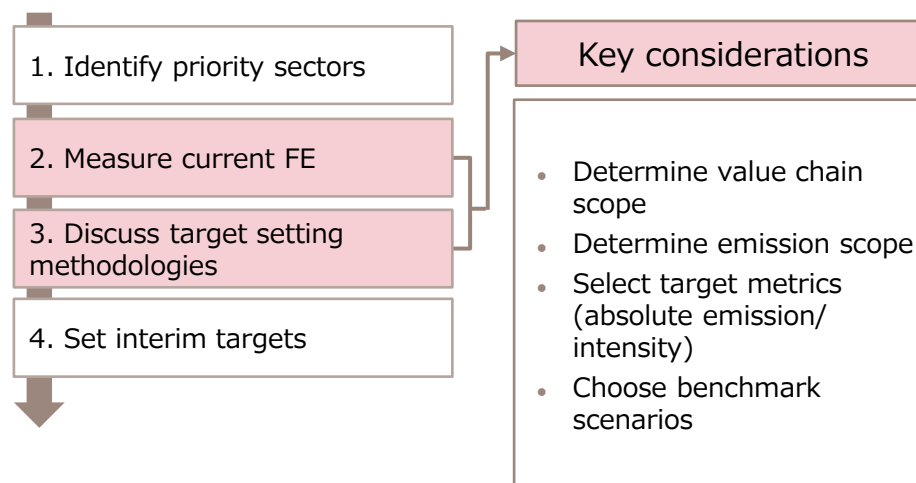 1. Identify priority sectors
2. Measure current FE
3. Discuss target setting
methodologies
4. Set interim targets
Key considerations
• Determine value chain
scope
• Determine emission scope
• Select target metrics
(absolute emission/
intensity)
• Choose benchmark
scenarios